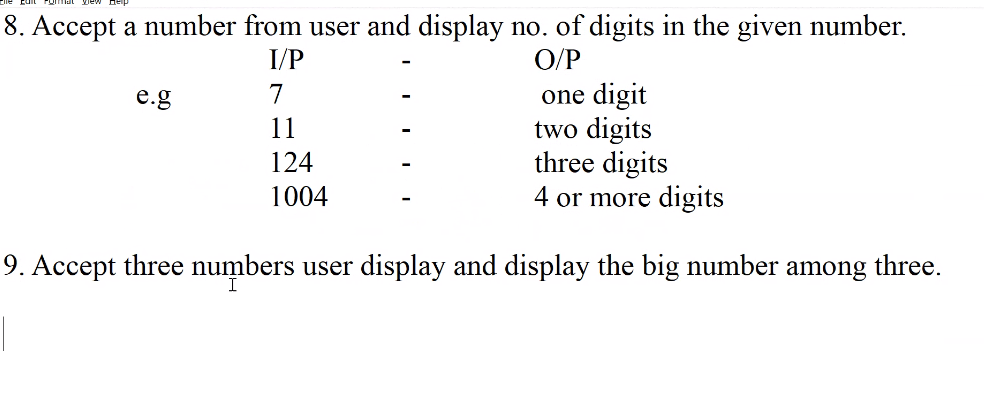 File Edit Format View Help
8. Accept a number from user and display no. of digits in the given number.
I/P - O/P
e.g 7 - one digit
11 - two digits
124 - three digits
1004 - 4 or more digits
9. Accept three numbers user display and display the big number among three.